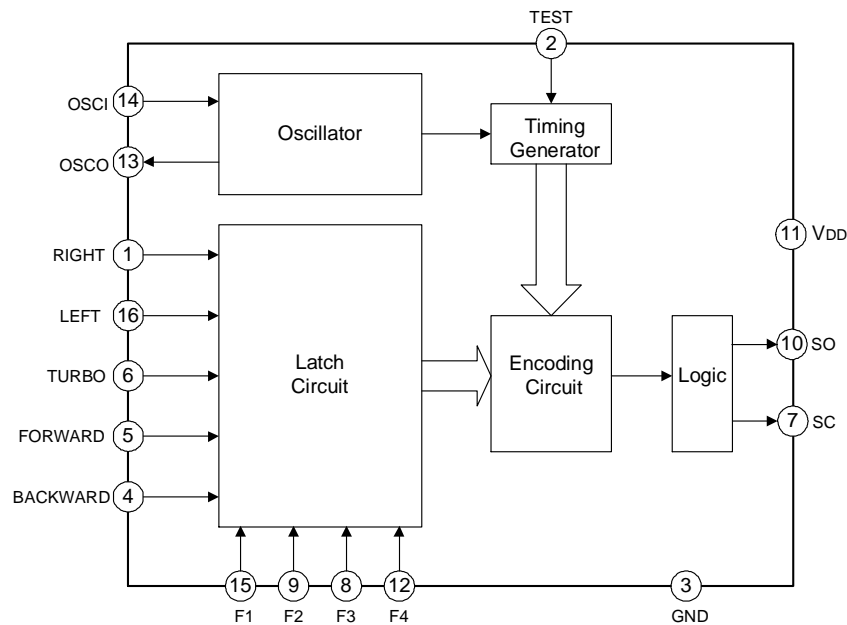 TEST
2
OSCI
14
Oscillator
Timing
Generator
OSCO
13
RIGHT
1
11
VDD
LEFT
16
Latch
Circuit
Encoding
Circuit
Logic
10
SO
TURBO
6
7
SC
FORWARD
5
BACKWARD
4
15
9
8
12
3
F1
F2
F3
F4
GND